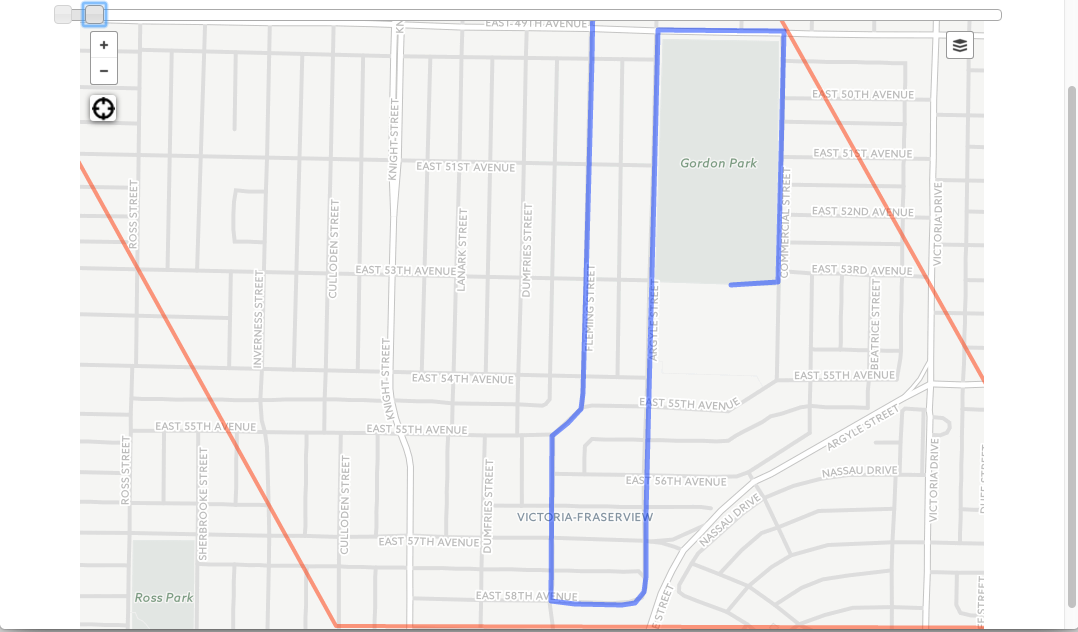 EAST 49TH AVENUE
KN
+
−
EAST 50TH AVENUE
KNIGHT STREET
EAST 51ST AVENUE
Gordon Park
EAST 51ST AVENUE
ROSS STREET
CULLODEN STREET
LANARK STREET
DUMFRIES STREET
COMMERCIAL STREET
EAST 52ND AVENUE
VICTORIA DRIVE
EAST 53TH AVENUE
EAST 53RD AVENUE
INVERNESS STREET
FLEMING STREET
ARGYLE STREET
BEATRICE STREET
KNIGHT STREET
EAST 54TH AVENUE
EAST 55TH AVENUE
EAST 55TH AVENUE
EAST 55TH AVENUE
EAST 55TH AVENUE
ARGYLE STREET
ROSS STREET
SHERBROOKE STREET
CULLODEN STREET
DUMFRIES STREET
EAST 56TH AVENUE
NASSAU DRIVE
VICTORIA DRIVE
VICTORIA-FRASERVIEW
NASSAU DRIVE
EAST 57TH AVENUE
Ross Park
EAST 58TH AVENUE
E STREET
E STREET